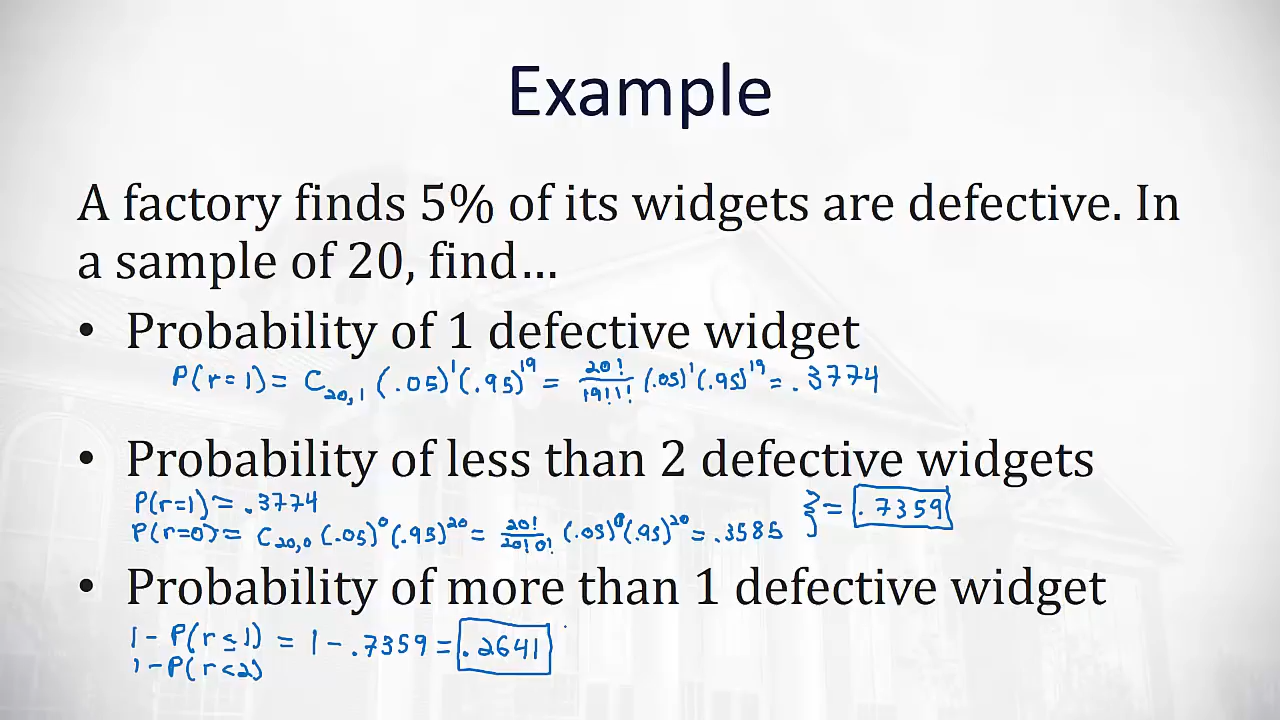 Example
A factory finds 5% of its widgets are defective. In
a sample of 20, find…
• Probability of 1 defective widget
P(r=1) = C₂₀,₁ (.05)¹(.95)¹⁹ = 20!/19!1! (.05)¹(.95)¹⁹ = .3774
• Probability of less than 2 defective widgets
P(r=1) = .3774
P(r=0) = C₂₀,₀ (.05)⁰(.95)²⁰ = 20!/20!0! (.05)⁰(.95)²⁰ = .3585 } = .7359
• Probability of more than 1 defective widget
1 - P(r≤1) = 1 - .7359 = .2641
1 - P(r<2)